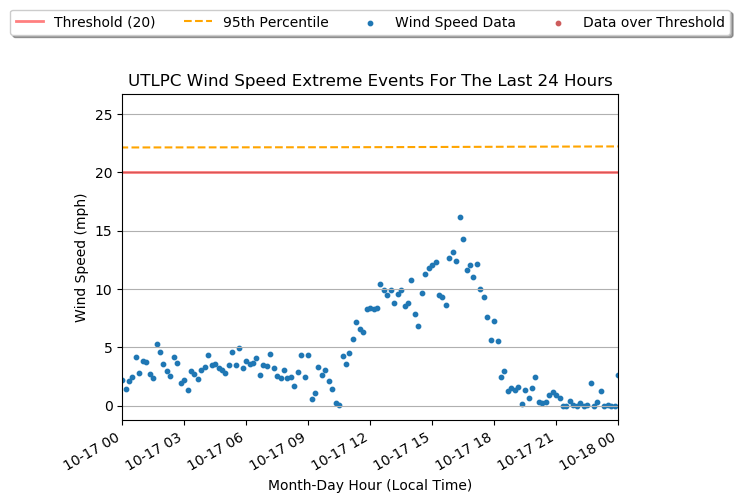 Threshold (20) 95th Percentile Wind Speed Data Data over Threshold
UTLPC Wind Speed Extreme Events For The Last 24 Hours
25
20
15
10
5
0
Wind Speed (mph)
10-17 00 10-17 03 10-17 06 10-17 09 10-17 12 10-17 15 10-17 18 10-17 21 10-18 00
Month-Day Hour (Local Time)